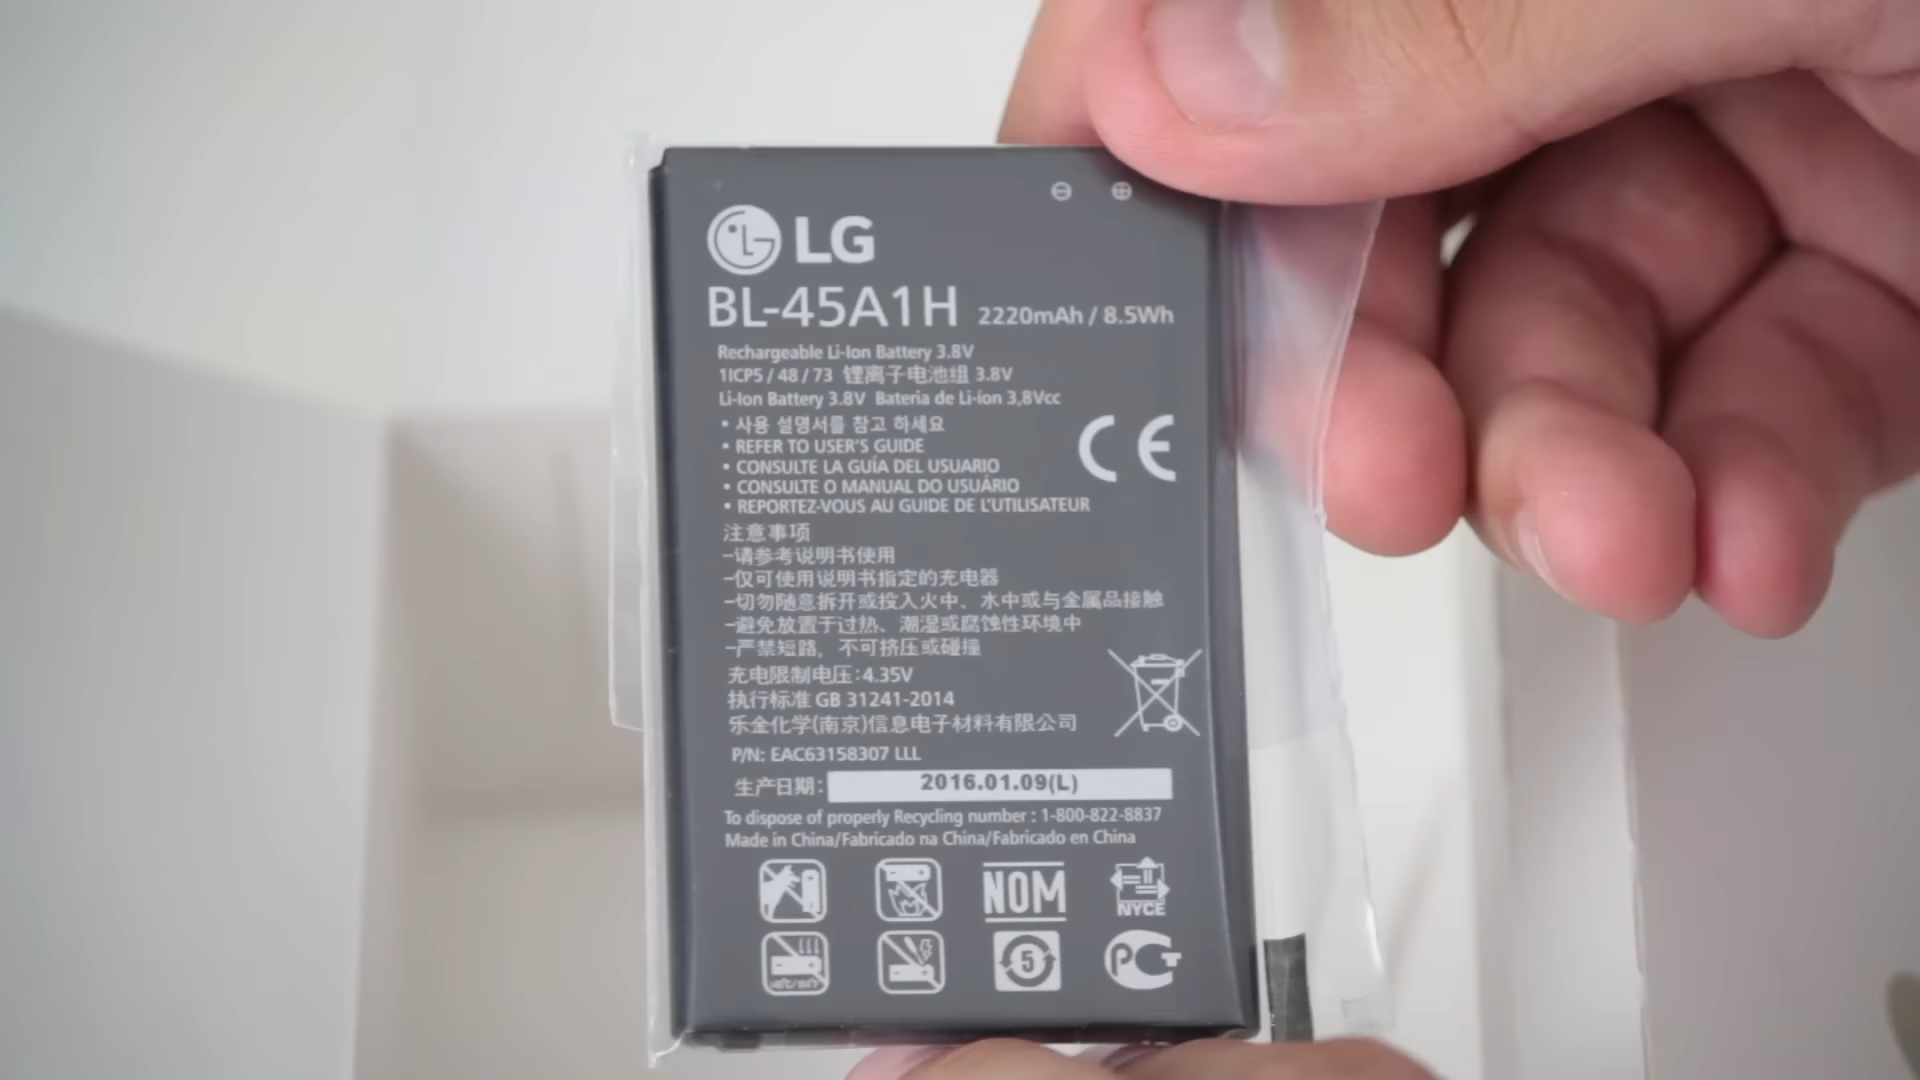 LG
BL-45A1H 2220mAh / 8.5Wh
Rechargeable Li-Ion Battery 3.8V
1ICP5 / 48 / 73 锂离子电池组 3.8V
Li-Ion Battery 3.8V Bateria de Li-ion 3,8Vcc
• 사용 설명서를 참고 하세요
• REFER TO USER'S GUIDE
• CONSULTE LA GUÍA DEL USUARIO
• CONSULTE O MANUAL DO USUÁRIO
• REPORTEZ-VOUS AU GUIDE DE L'UTILISATEUR
CE
注意事项
-请参考说明书使用
-仅可使用说明书指定的充电器
-切勿随意拆开或投入火中、水中或与金属品接触
-避免放置于过热、潮湿或腐蚀性环境中
-严禁短路，不可挤压或碰撞
充电限制电压:4.35V
执行标准 GB 31241-2014
乐金化学(南京)信息电子材料有限公司
P/N: EAC63158307 LLL
生产日期: 2016.01.09(L)
To dispose of properly Recycling number : 1-800-822-8837
Made in China/Fabricado na China/Fabricado en China
NOM NYCE
5 PCT